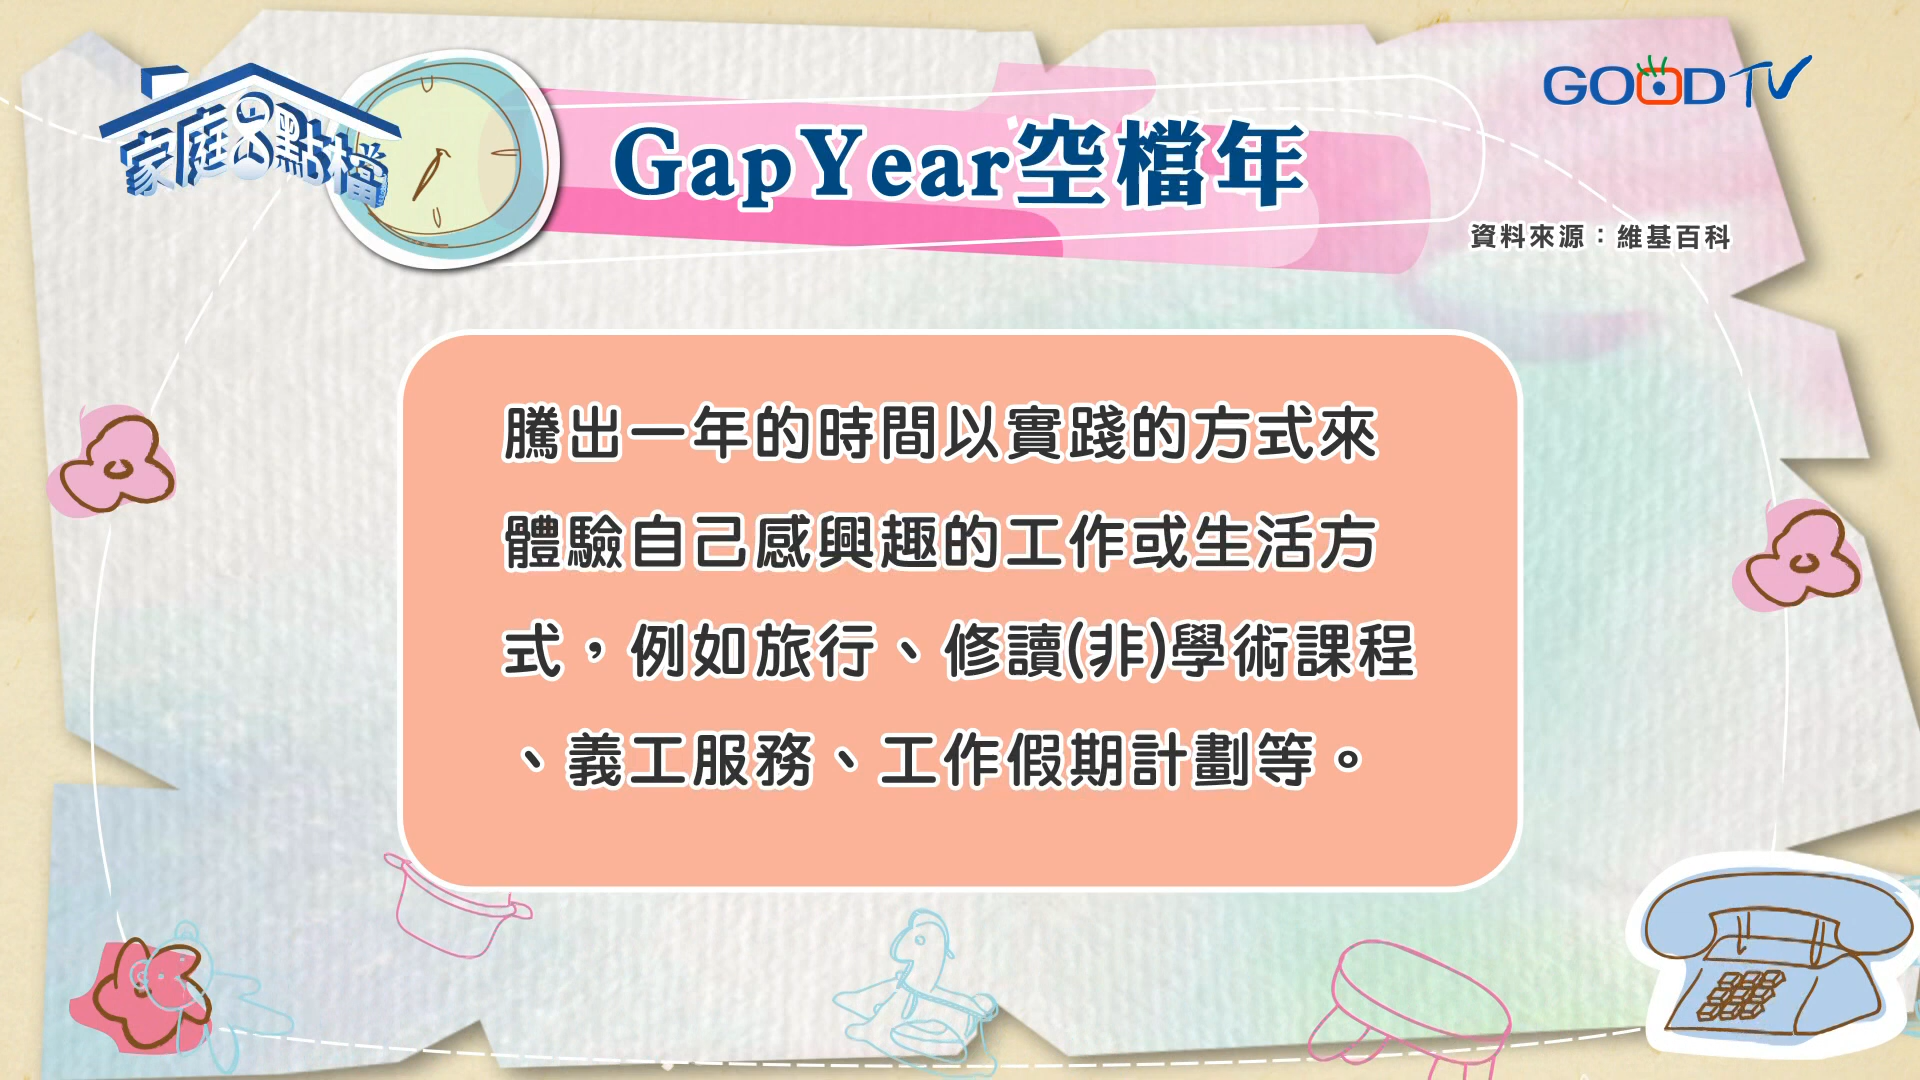 家庭8點檔
GOODTV
GapYear空檔年
資料來源：維基百科
騰出一年的時間以實踐的方式來
體驗自己感興趣的工作或生活方
式，例如旅行、修讀(非)學術課程
、義工服務、工作假期計劃等。